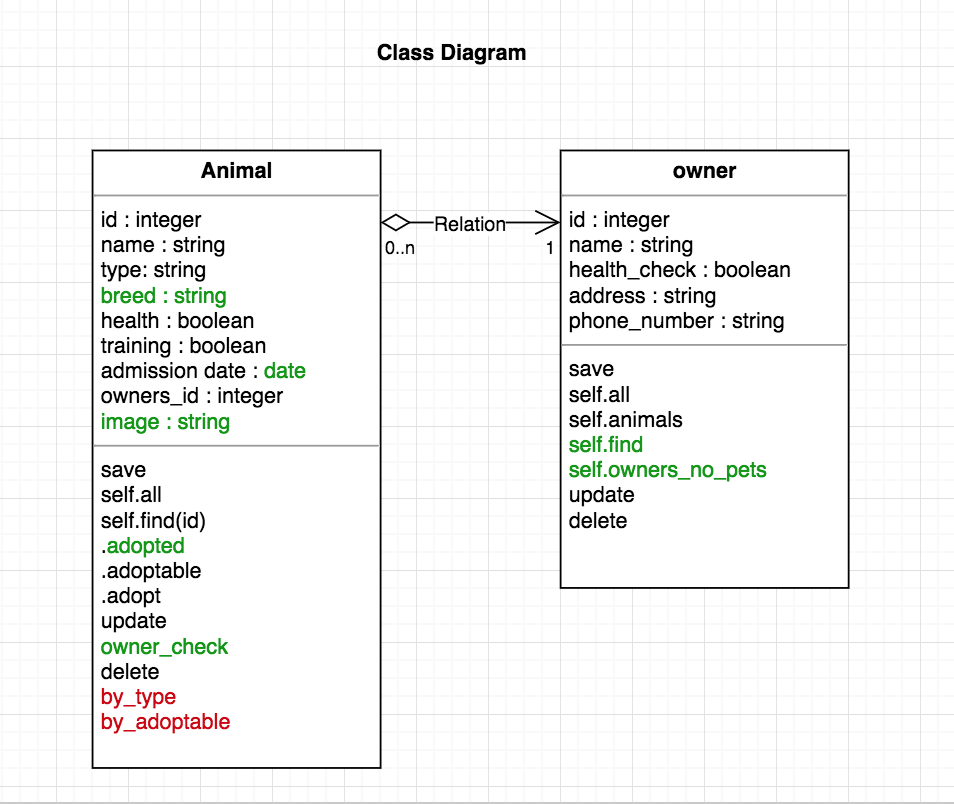 Class Diagram
Animal
id : integer
name : string
type: string
breed : string
health : boolean
training : boolean
admission date : date
owners_id : integer
image : string
save
self.all
self.find(id)
.adopted
.adoptable
.adopt
update
owner_check
delete
by_type
by_adoptable
Relation
0..n
1
owner
id : integer
name : string
health_check : boolean
address : string
phone_number : string
save
self.all
self.animals
self.find
self.owners_no_pets
update
delete